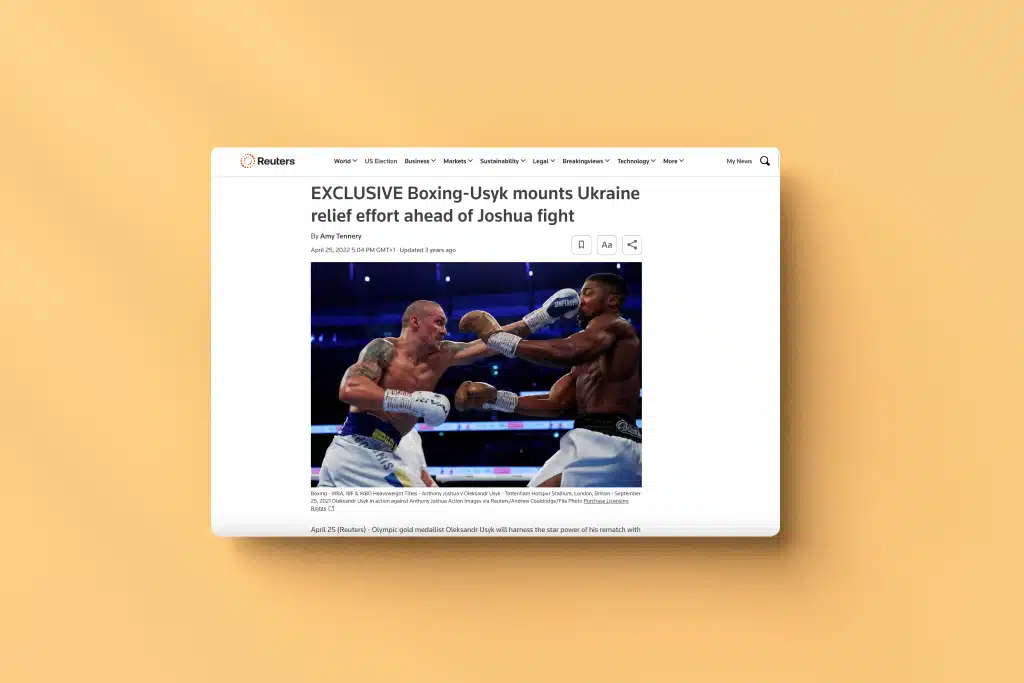 Reuters World US Election Business Markets Sustainability Legal Breakingviews Technology More My News
EXCLUSIVE Boxing-Usyk mounts Ukraine
relief effort ahead of Joshua fight
By Amy Tennery
April 25, 2022 5:04 PM GMT+1 · Updated 3 years ago
Aa
Boxing - WBA, IBF & WBO Heavyweight Titles - Anthony Joshua v Oleksandr Usyk - Tottenham Hotspur Stadium, London, Britain - September
25, 2021 Oleksandr Usyk in action against Anthony Joshua Action Images via Reuters/Andrew Couldridge/File Photo Purchase Licensing
Rights
April 25 (Reuters) - Olympic gold medallist Oleksandr Usyk will harness the star power of his rematch with